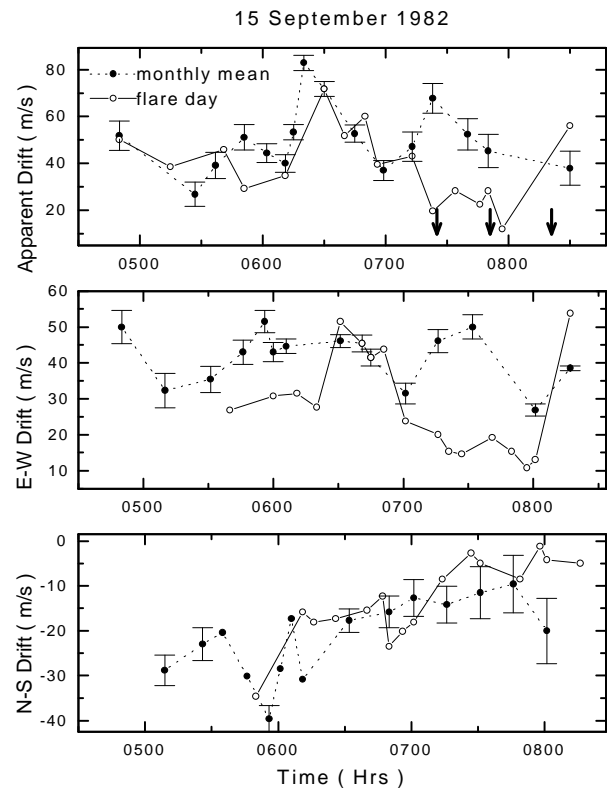 15 September 1982
Apparent Drift ( m/s )
80
60
40
20
monthly mean
flare day
0500 0600 0700 0800
E-W Drift ( m/s )
60
50
40
30
20
10
0500 0600 0700 0800
N-S Drift ( m/s )
0
-10
-20
-30
-40
0500 0600 0700 0800
Time ( Hrs )